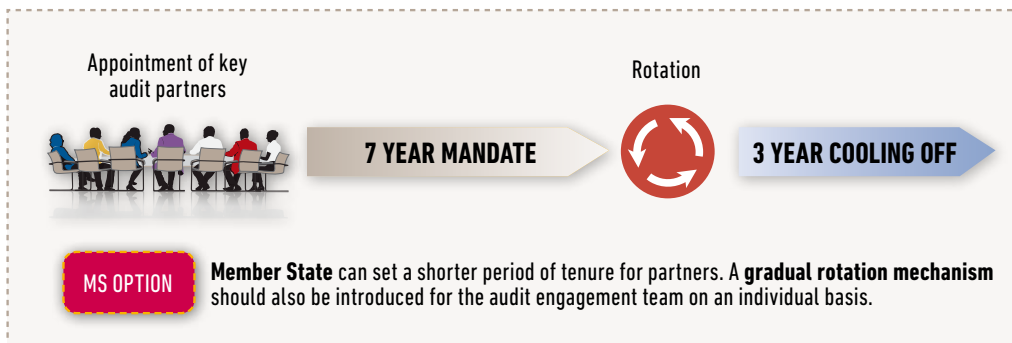 Appointment of key
audit partners
7 YEAR MANDATE
Rotation
3 YEAR COOLING OFF
MS OPTION
Member State can set a shorter period of tenure for partners. A gradual rotation mechanism
should also be introduced for the audit engagement team on an individual basis.